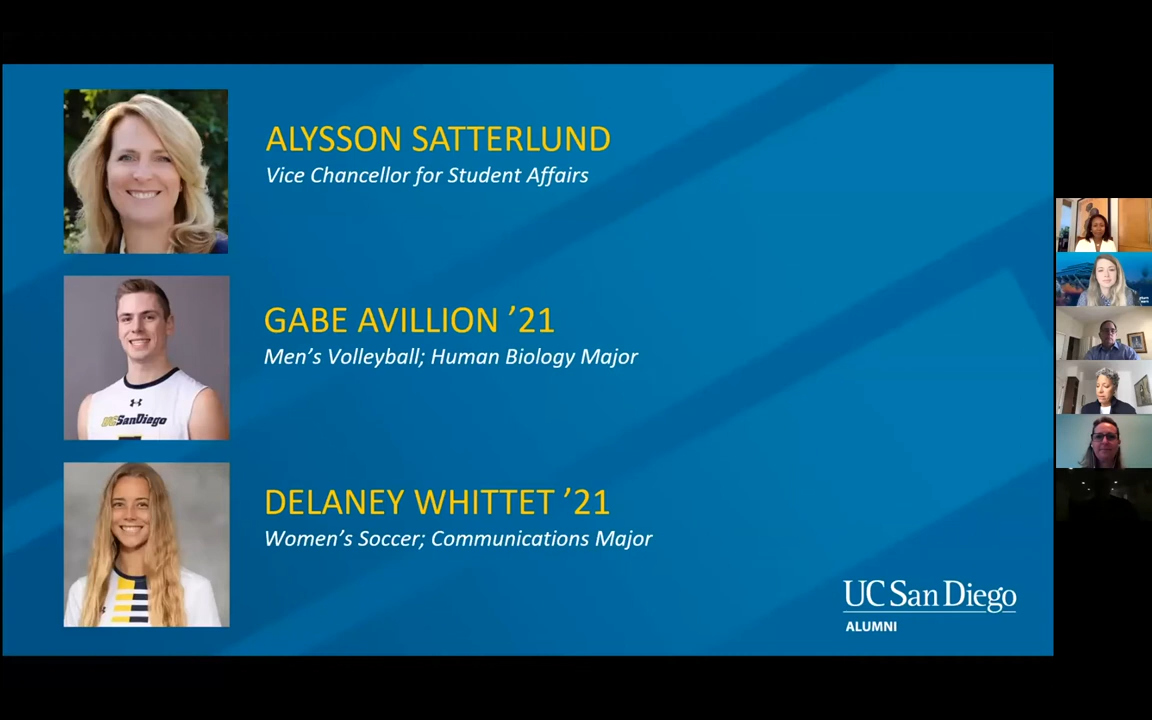 ALYSSON SATTERLUND
Vice Chancellor for Student Affairs
UCSanDiego
GABE AVILLION ’21
Men’s Volleyball; Human Biology Major
DELANEY WHITTET ’21
Women’s Soccer; Communications Major
UC San Diego
ALUMNI